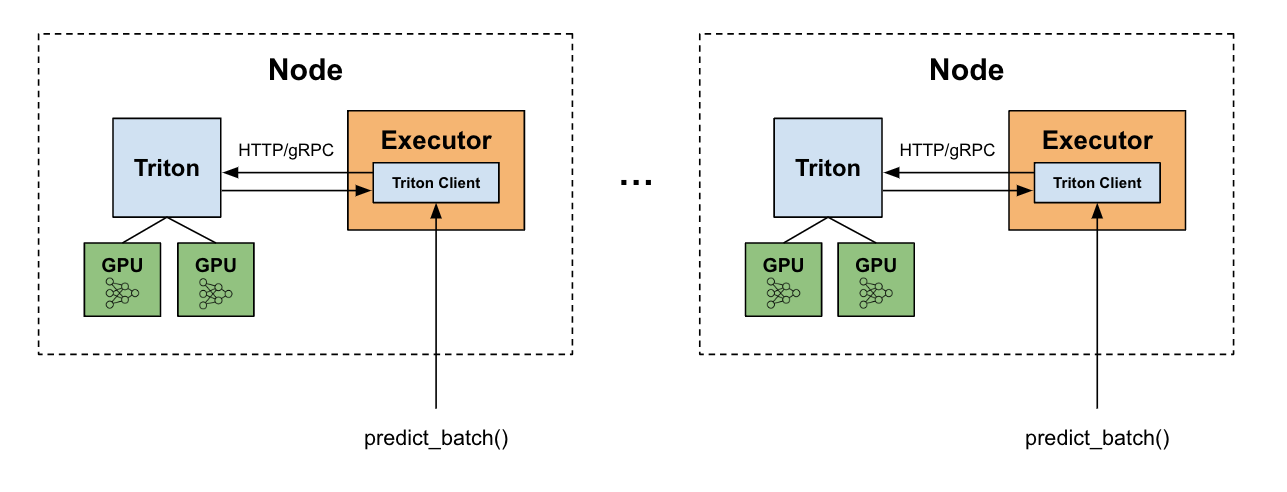 Node
Triton
HTTP/gRPC
Executor
Triton Client
GPU
GPU
predict_batch()
...
Node
Triton
HTTP/gRPC
Executor
Triton Client
GPU
GPU
predict_batch()